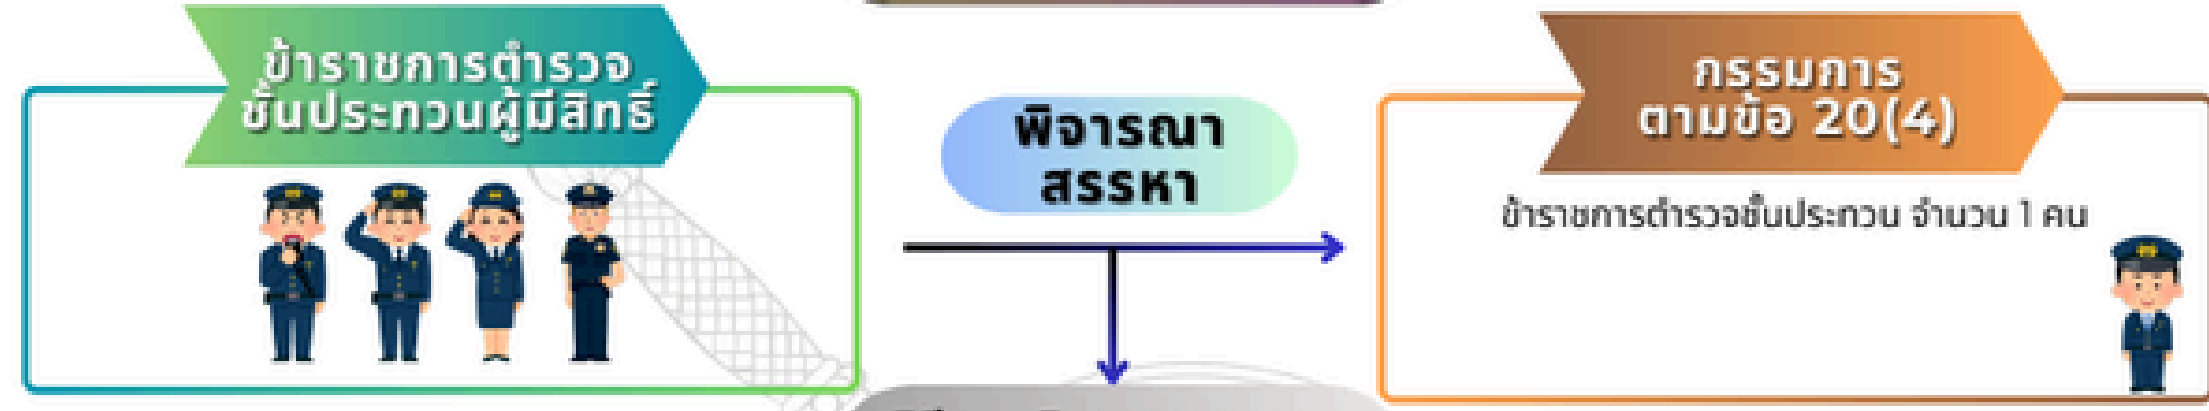 ข้าราชการตำรวจ
ชั้นประทวนผู้มีสิทธิ์
พิจารณา
สรรหา
กรรมการ
ตามข้อ 20(4)
ข้าราชการตำรวจชั้นประทวน จำนวน 1 คน